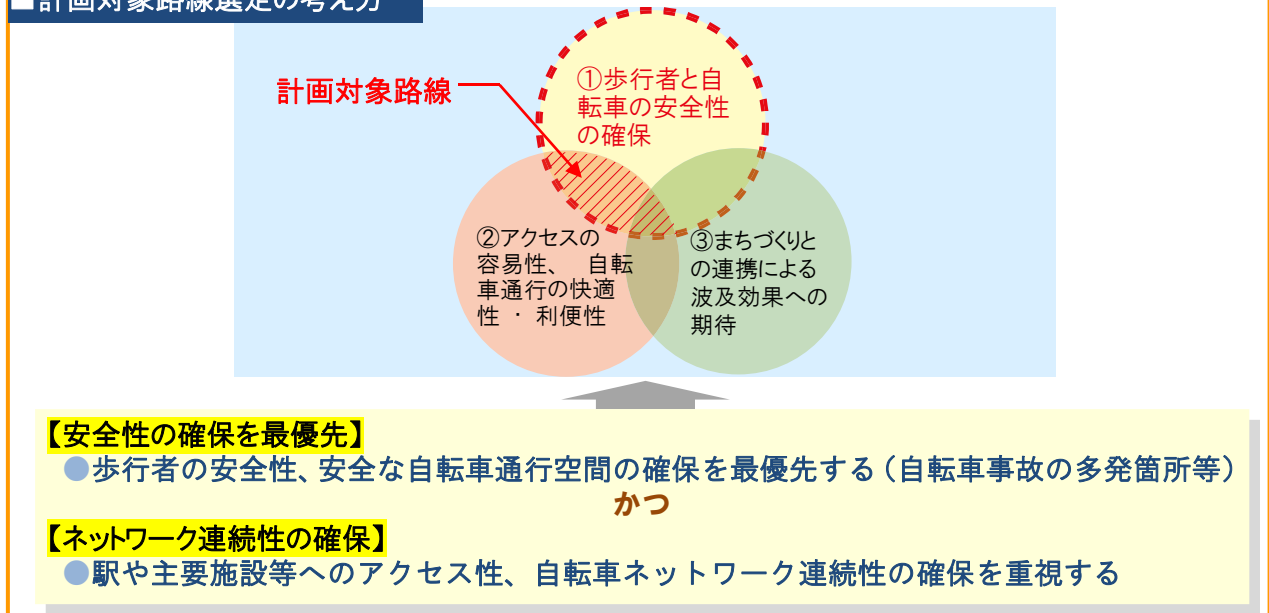 ■計画対象路線選定の考え方
計画対象路線
①歩行者と自
転車の安全性
の確保
②アクセスの
容易性、 自転
車通行の快適
性 ・ 利便性
③まちづくりと
の連携による
波及効果への
期待
【安全性の確保を最優先】
●歩行者の安全性、安全な自転車通行空間の確保を最優先する（自転車事故の多発箇所等）
かつ
【ネットワーク連続性の確保】
●駅や主要施設等へのアクセス性、自転車ネットワーク連続性の確保を重視する